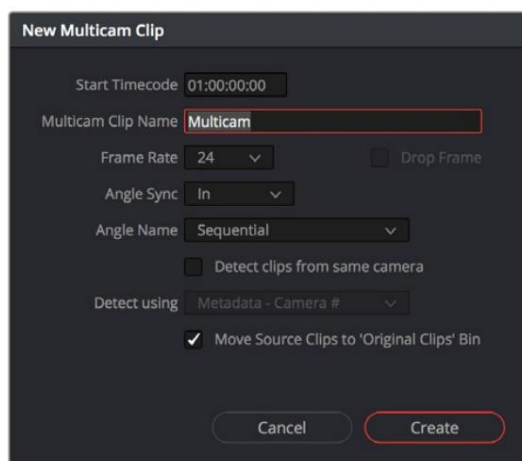 New Multicam Clip
Start Timecode 01:00:00:00
Multicam Clip Name Multicam
Frame Rate 24 Drop Frame
Angle Sync In
Angle Name Sequential
Detect clips from same camera
Detect using Metadata - Camera #
Move Source Clips to 'Original Clips' Bin
Cancel Create